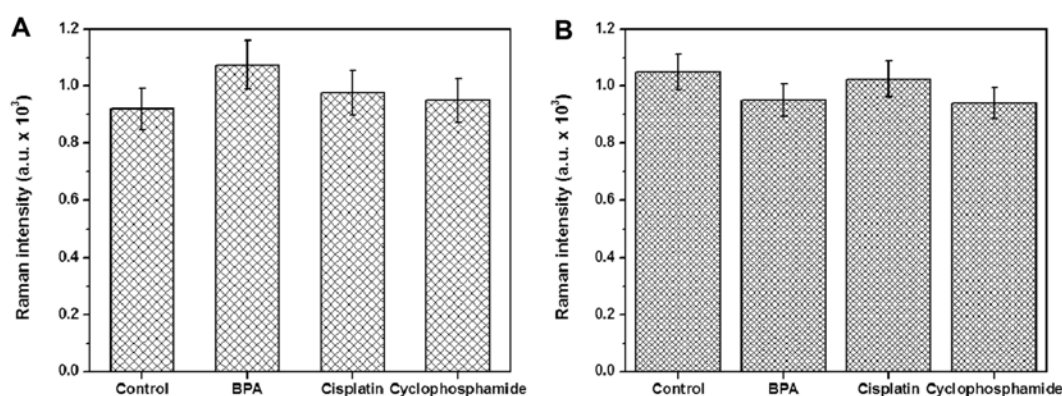 A
Raman intensity (a.u. x 10³)
1.2
1.0
0.8
0.6
0.4
0.2
0.0
Control BPA Cisplatin Cyclophosphamide
B
Raman intensity (a.u. x 10³)
1.2
1.0
0.8
0.6
0.4
0.2
0.0
Control BPA Cisplatin Cyclophosphamide